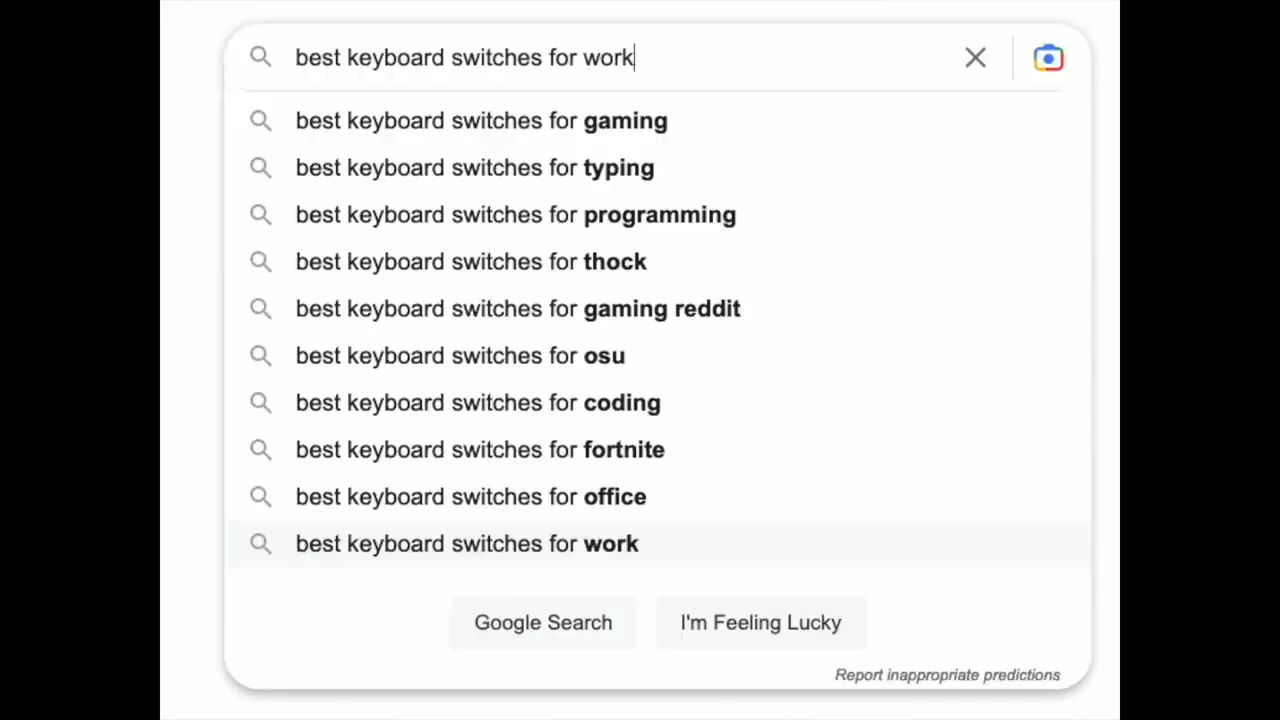 best keyboard switches for work
best keyboard switches for gaming
best keyboard switches for typing
best keyboard switches for programming
best keyboard switches for thock
best keyboard switches for gaming reddit
best keyboard switches for osu
best keyboard switches for coding
best keyboard switches for fortnite
best keyboard switches for office
best keyboard switches for work
Google Search
I'm Feeling Lucky
Report inappropriate predictions